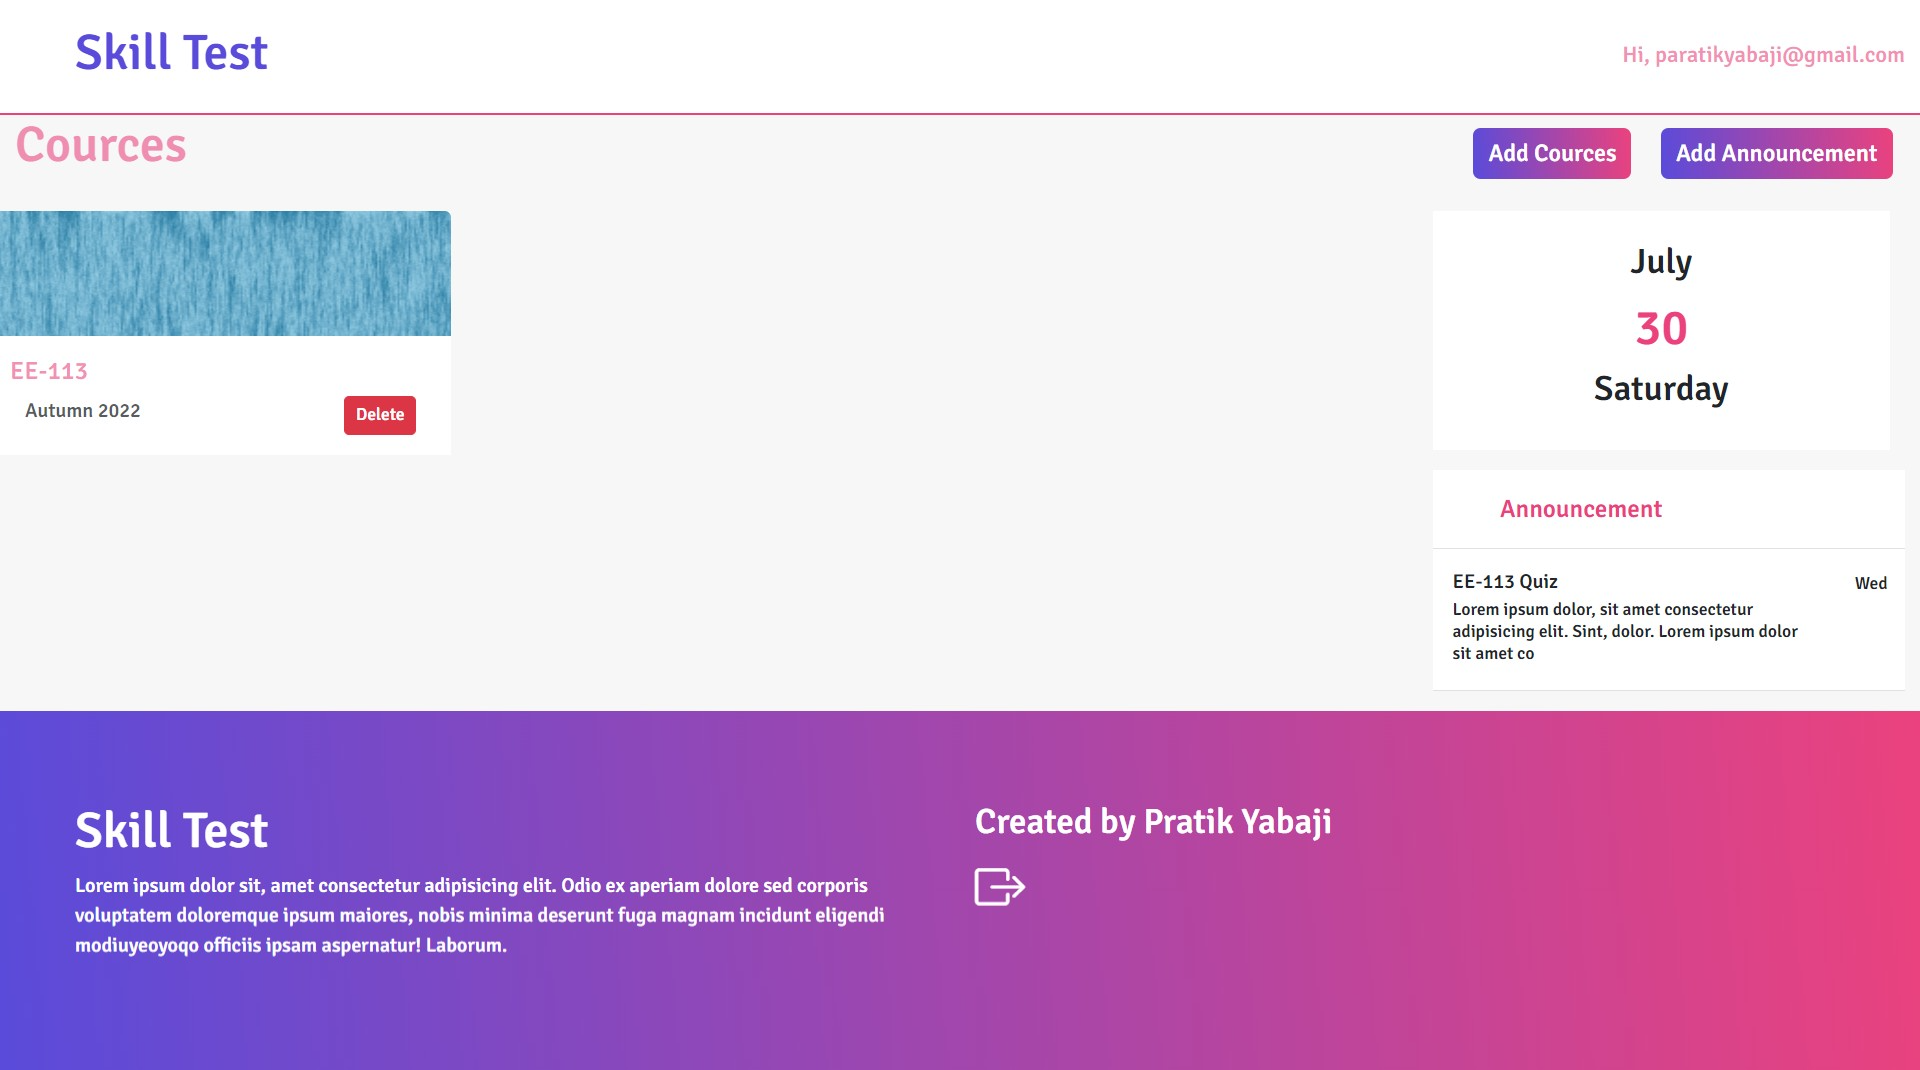 Skill Test
Hi, paratikyabaji@gmail.com
Cources
Add Cources
Add Announcement
EE-113
Autumn 2022
Delete
July
30
Saturday
Announcement
EE-113 Quiz
Wed
Lorem ipsum dolor, sit amet consectetur
adipisicing elit. Sint, dolor. Lorem ipsum dolor
sit amet co
Skill Test
Lorem ipsum dolor sit, amet consectetur adipisicing elit. Odio ex aperiam dolore sed corporis
voluptatem doloremque ipsum maiores, nobis minima deserunt fuga magnam incidunt eligendi
modiuyeoyoqo officiis ipsam aspernatur! Laborum.
Created by Pratik Yabaji